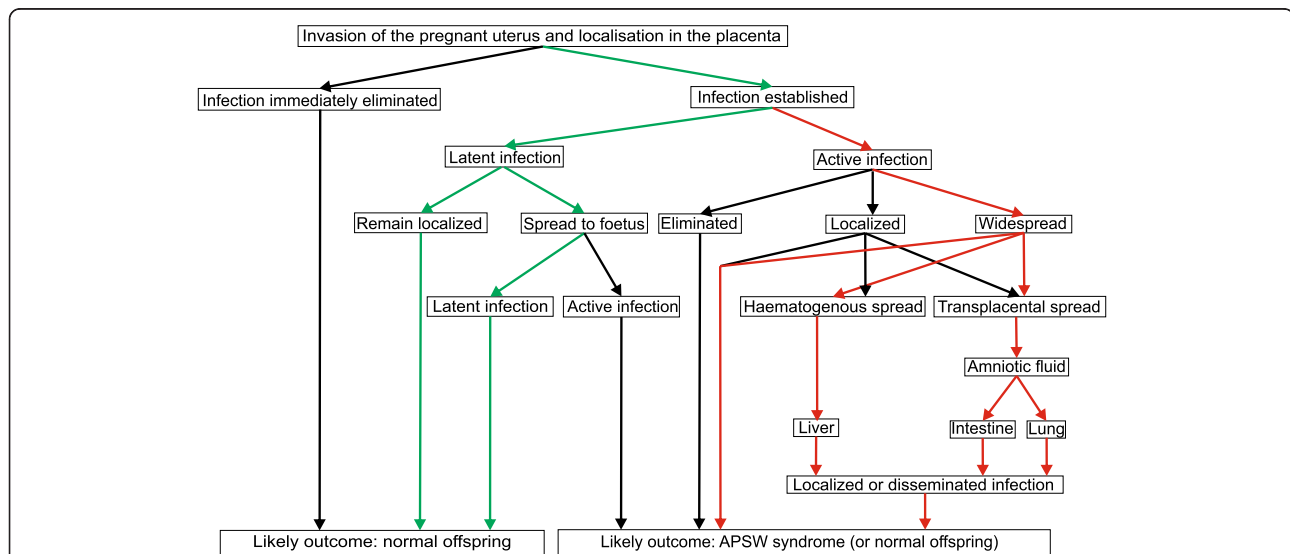 Invasion of the pregnant uterus and localisation in the placenta
Infection immediately eliminated
Infection established
Latent infection
Active infection
Remain localized
Spread to foetus
Eliminated
Localized
Widespread
Latent infection
Active infection
Haematogenous spread
Transplacental spread
Amniotic fluid
Liver
Intestine
Lung
Localized or disseminated infection
Likely outcome: normal offspring
Likely outcome: APSW syndrome (or normal offspring)